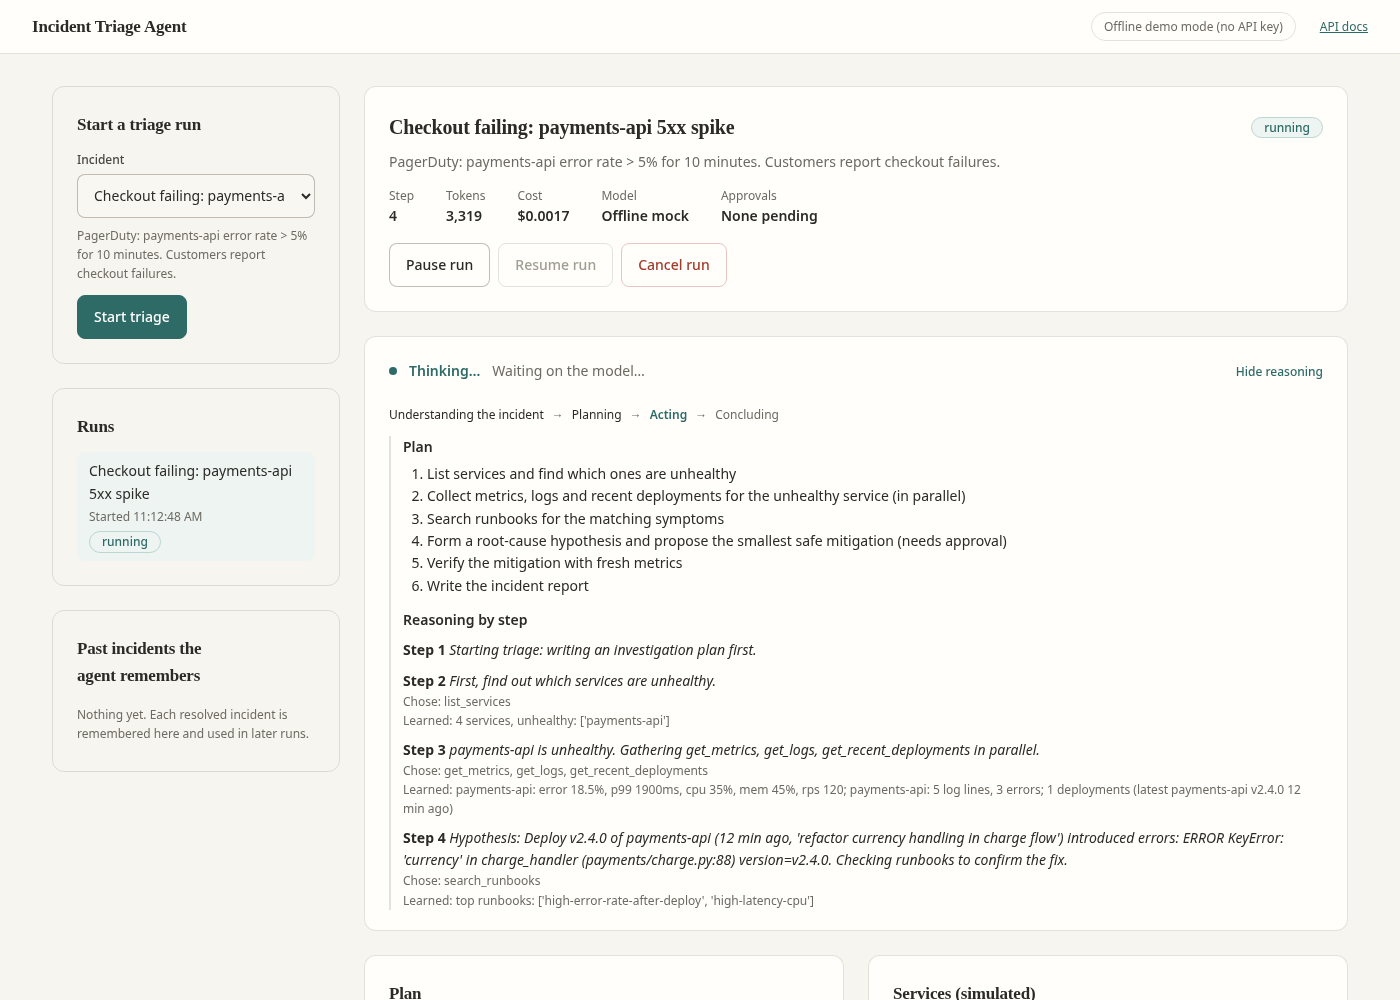 Incident Triage Agent
Offline demo mode (no API key)
API docs
Start a triage run
Incident
Checkout failing: payments-a
PagerDuty: payments-api error rate > 5%
for 10 minutes. Customers report
checkout failures.
Start triage
Runs
Checkout failing: payments-api
5xx spike
Started 11:12:48 AM
running
Past incidents the
agent remembers
Nothing yet. Each resolved incident is
remembered here and used in later runs.
Checkout failing: payments-api 5xx spike
running
PagerDuty: payments-api error rate > 5% for 10 minutes. Customers report checkout failures.
Step Tokens Cost Model Approvals
4 3,319 $0.0017 Offline mock None pending
Pause run
Resume run
Cancel run
Thinking... Waiting on the model...
Hide reasoning
Understanding the incident → Planning → Acting → Concluding
Plan
1. List services and find which ones are unhealthy
2. Collect metrics, logs and recent deployments for the unhealthy service (in parallel)
3. Search runbooks for the matching symptoms
4. Form a root-cause hypothesis and propose the smallest safe mitigation (needs approval)
5. Verify the mitigation with fresh metrics
6. Write the incident report
Reasoning by step
Step 1 Starting triage: writing an investigation plan first.
Step 2 First, find out which services are unhealthy.
Chose: list_services
Learned: 4 services, unhealthy: ['payments-api']
Step 3 payments-api is unhealthy. Gathering get_metrics, get_logs, get_recent_deployments in parallel.
Chose: get_metrics, get_logs, get_recent_deployments
Learned: payments-api: error 18.5%, p99 1900ms, cpu 35%, mem 45%, rps 120; payments-api: 5 log lines, 3 errors; 1 deployments (latest payments-api v2.4.0 12
min ago)
Step 4 Hypothesis: Deploy v2.4.0 of payments-api (12 min ago, 'refactor currency handling in charge flow') introduced errors: ERROR KeyError:
'currency' in charge_handler (payments/charge.py:88) version=v2.4.0. Checking runbooks to confirm the fix.
Chose: search_runbooks
Learned: top runbooks: ['high-error-rate-after-deploy', 'high-latency-cpu']
Plan
Services (simulated)